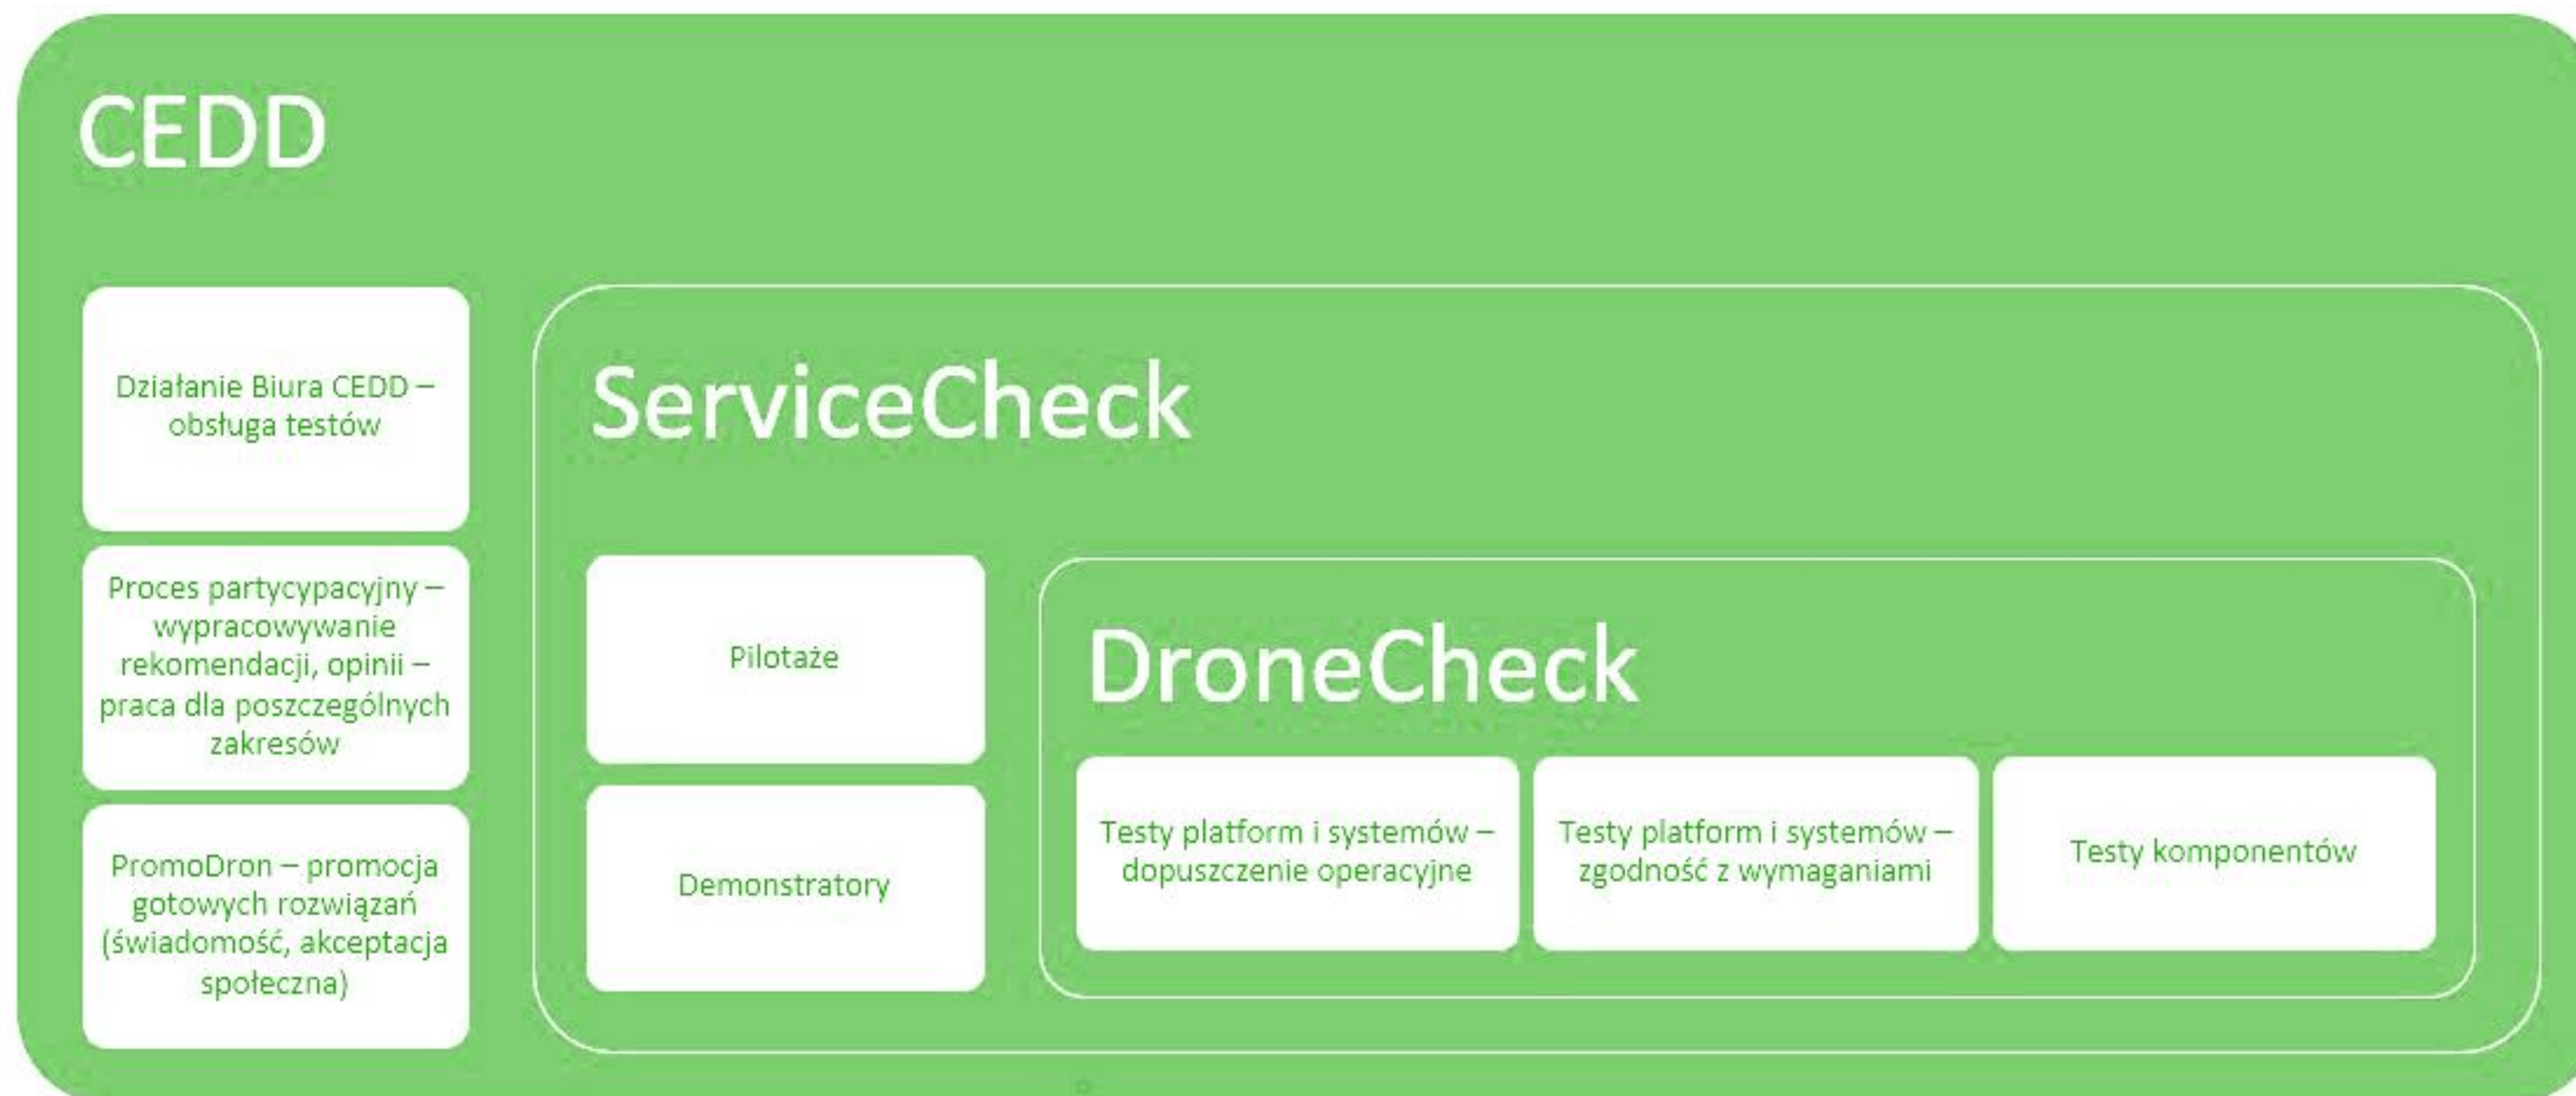 CEDD
Działanie Biura CEDD –
obsługa testów
Proces partycypacyjny –
wypracowywanie
rekomendacji, opinii –
praca dla poszczególnych
zakresów
PromoDron – promocja
gotowych rozwiązań
(świadomość, akceptacja
społeczna)
ServiceCheck
Pilotaże
Demonstratory
DroneCheck
Testy platform i systemów –
dopuszczenie operacyjne
Testy platform i systemów –
zgodność z wymaganiami
Testy komponentów